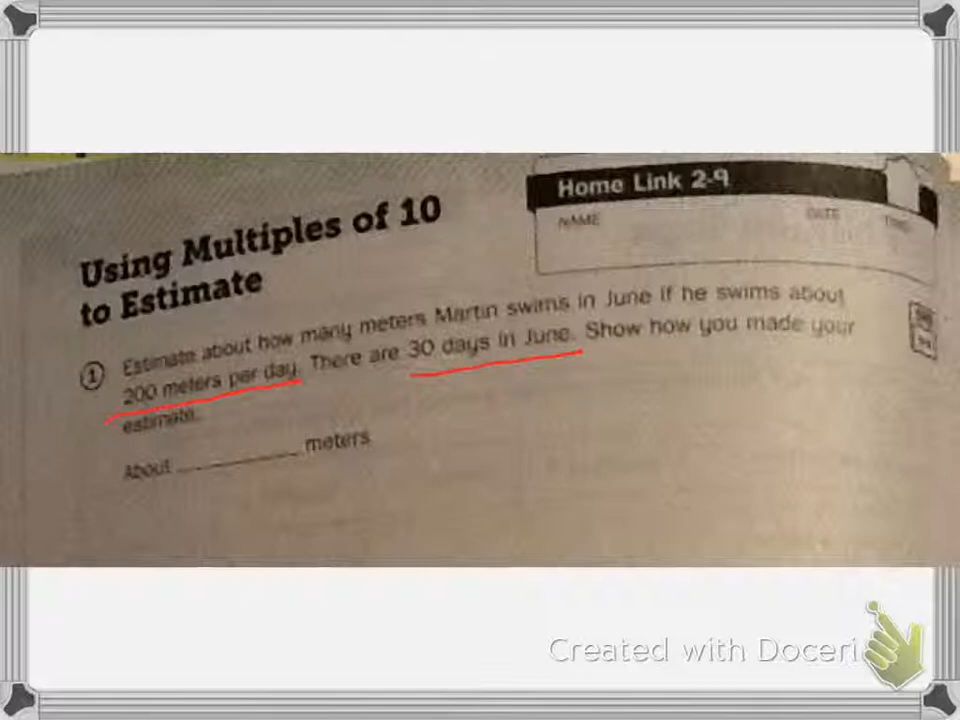 Home Link 2-9
NAME DATE TIME
Using Multiples of 10
to Estimate
1 Estimate about how many meters Martin swims in June if he swims about
200 meters per day. There are 30 days in June. Show how you made your
estimate.
About __________ meters
Created with Doceri